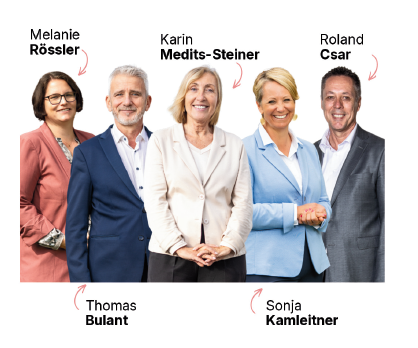 Melanie
Rössler
Karin
Medits-Steiner
Roland
Csar
Thomas
Bulant
Sonja
Kamleitner